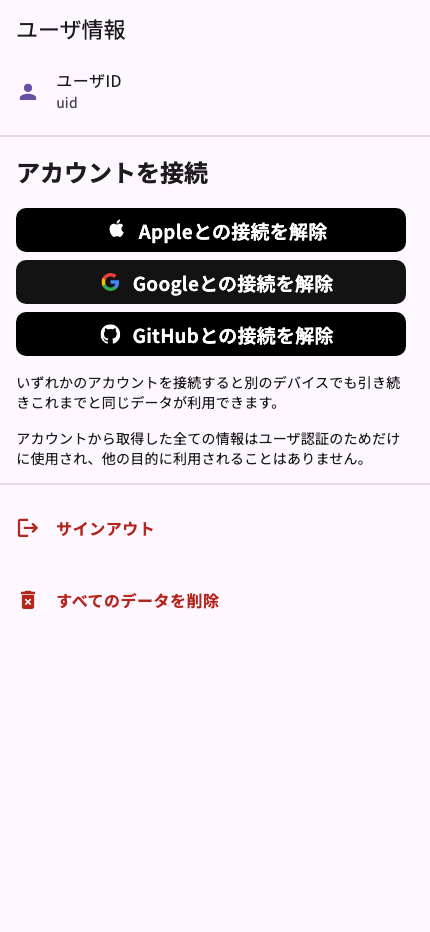 ユーザ情報
ユーザID
uid
アカウントを接続
Appleとの接続を解除
Googleとの接続を解除
GitHubとの接続を解除
いずれかのアカウントを接続すると別のデバイスでも引き続
きこれまでと同じデータが利用できます。
アカウントから取得した全ての情報はユーザ認証のためだけ
に使用され、他の目的に利用されることはありません。
サインアウト
すべてのデータを削除